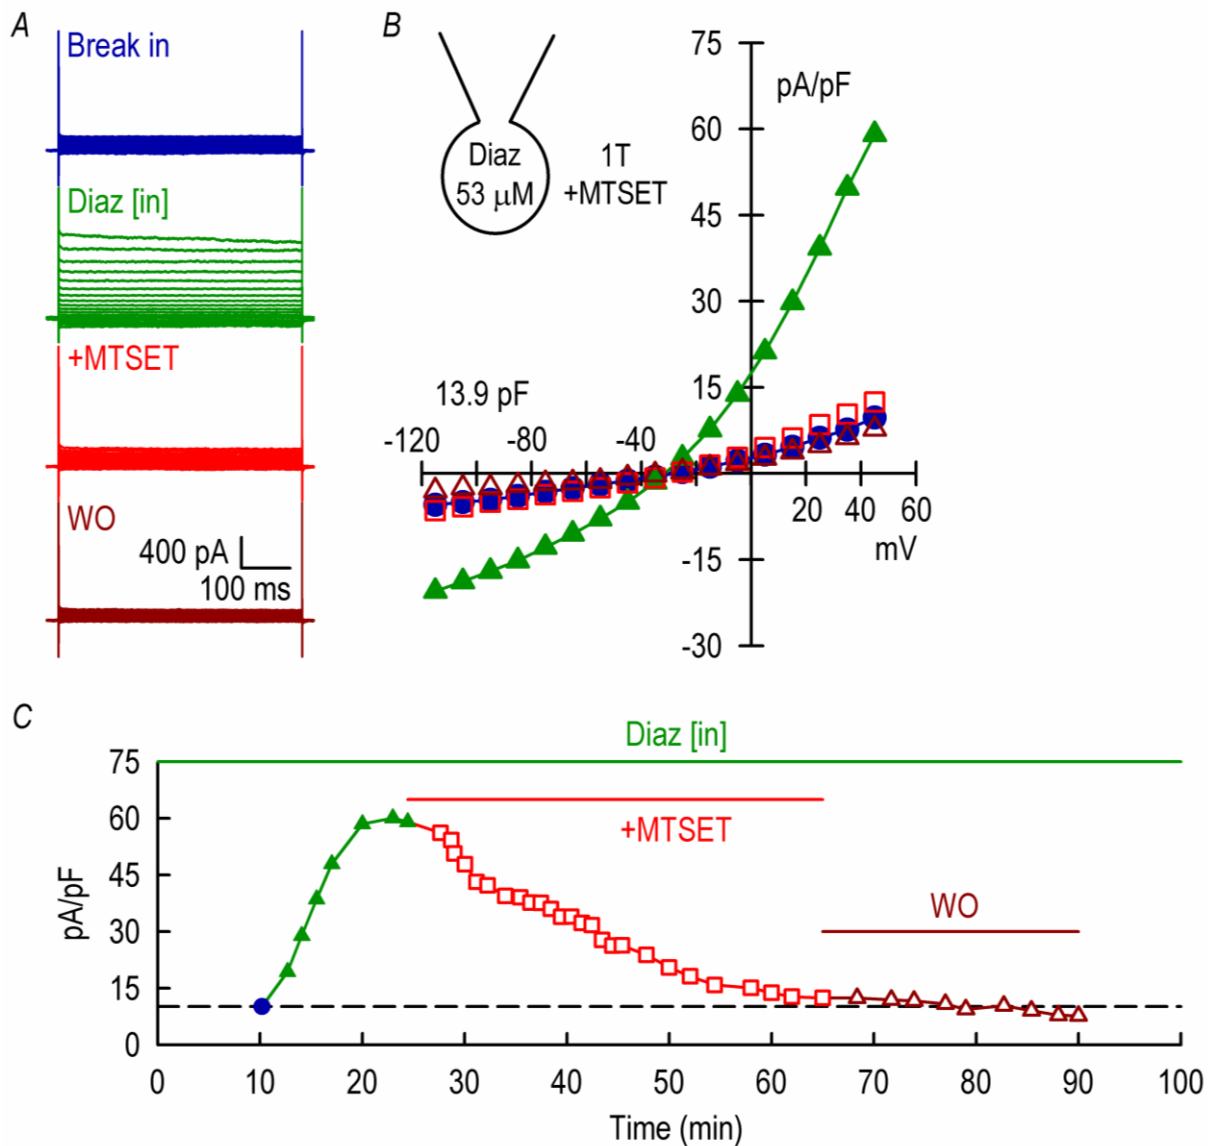 A
Break in
Diaz [in]
+MTSET
WO
400 pA
100 ms
B
Diaz
53 μM
1T
+MTSET
pA/pF
75
60
45
30
15
-15
-30
13.9 pF
-120
-80
-40
20
40
60
mV
C
Diaz [in]
+MTSET
WO
pA/pF
75
60
45
30
15
0
0
10
20
30
40
50
60
70
80
90
100
Time (min)